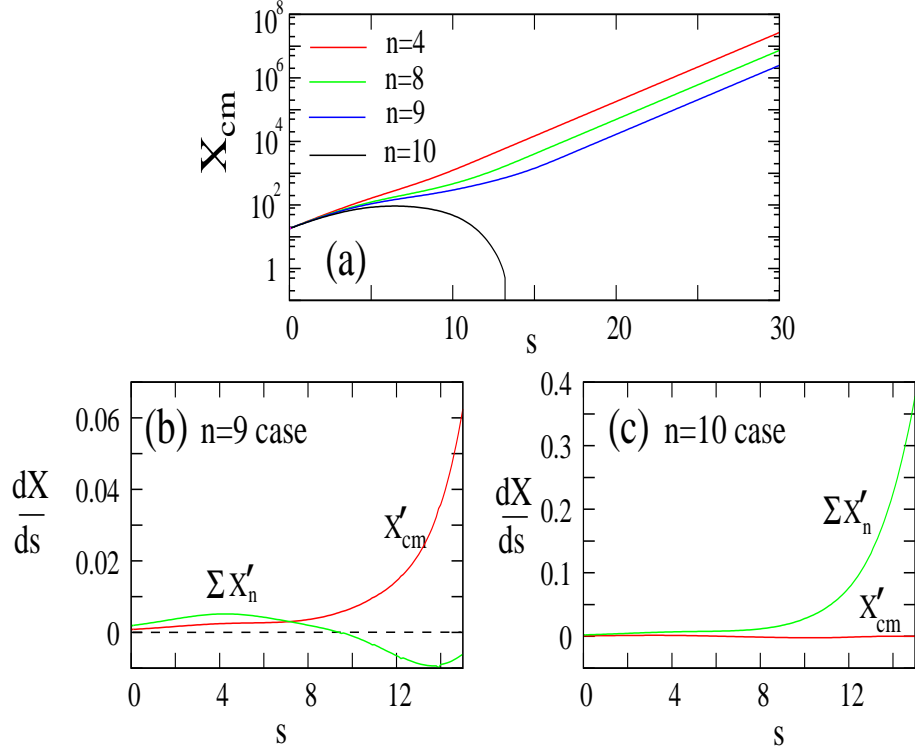 10^8
10^6
10^4
10^2
1
X_cm
n=4
n=8
n=9
n=10
(a)
0 10 20 30
s
0.06
0.04
0.02
0
dX
ds
(b) n=9 case
X′_cm
ΣX′_n
0 4 8 12
s
0.4
0.3
0.2
0.1
0
dX
ds
(c) n=10 case
ΣX′_n
X′_cm
0 4 8 12
s